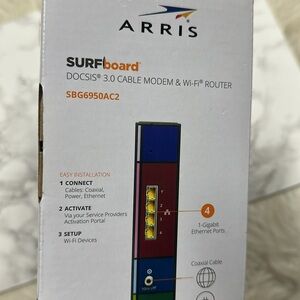 ARRIS
SURFboard®
DOCSIS® 3.0 CABLE MODEM & Wi-Fi® ROUTER
SBG6950AC2
EASY INSTALLATION
1 CONNECT
Cables: Coaxial,
Power, Ethernet
2 ACTIVATE
Via your Service Providers
Activation Portal
3 SETUP
Wi-Fi Devices
4
1-Gigabit
Ethernet Ports
Coaxial Cable